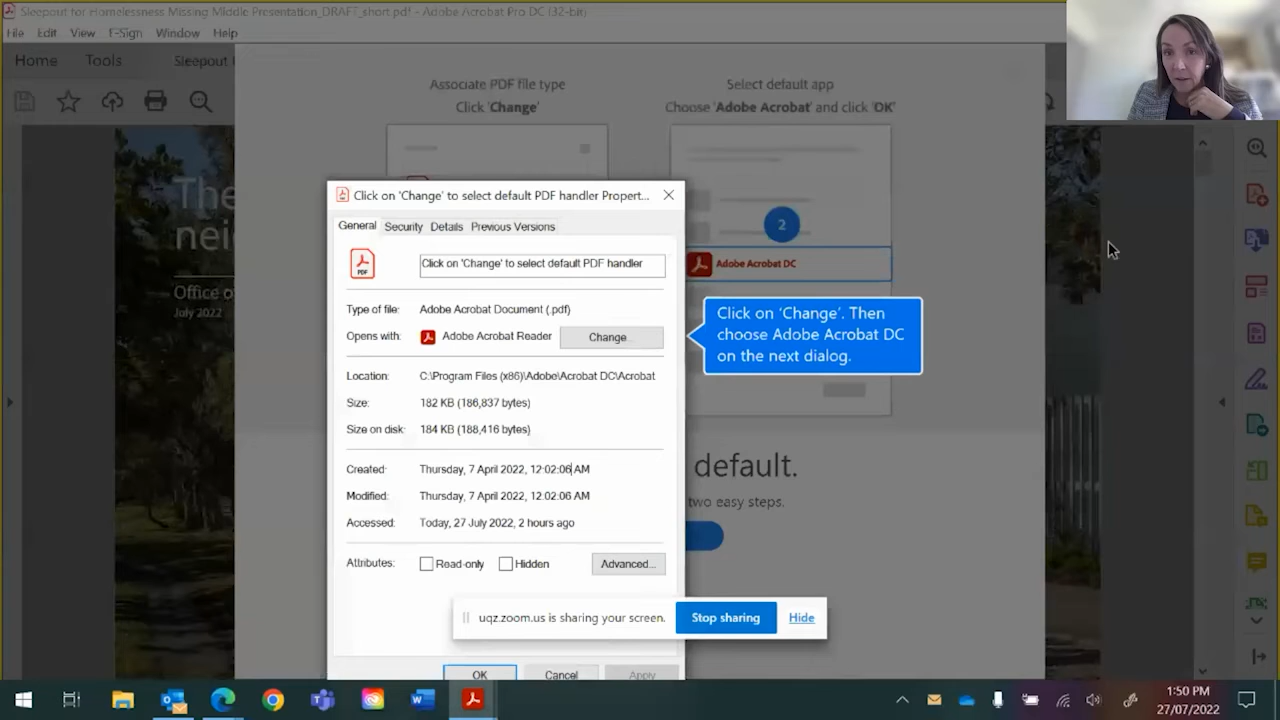 Sleepout for Homelessness Missing Middle Presentation_DRAFT_short.pdf - Adobe Acrobat Pro DC (32-bit)
File Edit View E-Sign Window Help
Home Tools Sleepout
Associate PDF file type
Click 'Change'
Select default app
Choose 'Adobe Acrobat' and click 'OK'
The
nei
Office o
July 2022
2
Adobe Acrobat DC
Click on 'Change' to select default PDF handler Propert...
General Security Details Previous Versions
PDF
Click on 'Change' to select default PDF handler
Type of file: Adobe Acrobat Document (.pdf)
Opens with: Adobe Acrobat Reader Change...
Click on 'Change'. Then
choose Adobe Acrobat DC
on the next dialog.
Location: C:\Program Files (x86)\Adobe\Acrobat DC\Acrobat
Size: 182 KB (186,837 bytes)
Size on disk: 184 KB (188,416 bytes)
default.
two easy steps.
Created: Thursday, 7 April 2022, 12:02:06 AM
Modified: Thursday, 7 April 2022, 12:02:06 AM
Accessed: Today, 27 July 2022, 2 hours ago
Attributes: Read-only Hidden Advanced...
uqz.zoom.us is sharing your screen. Stop sharing Hide
OK Cancel Apply
1:50 PM
27/07/2022